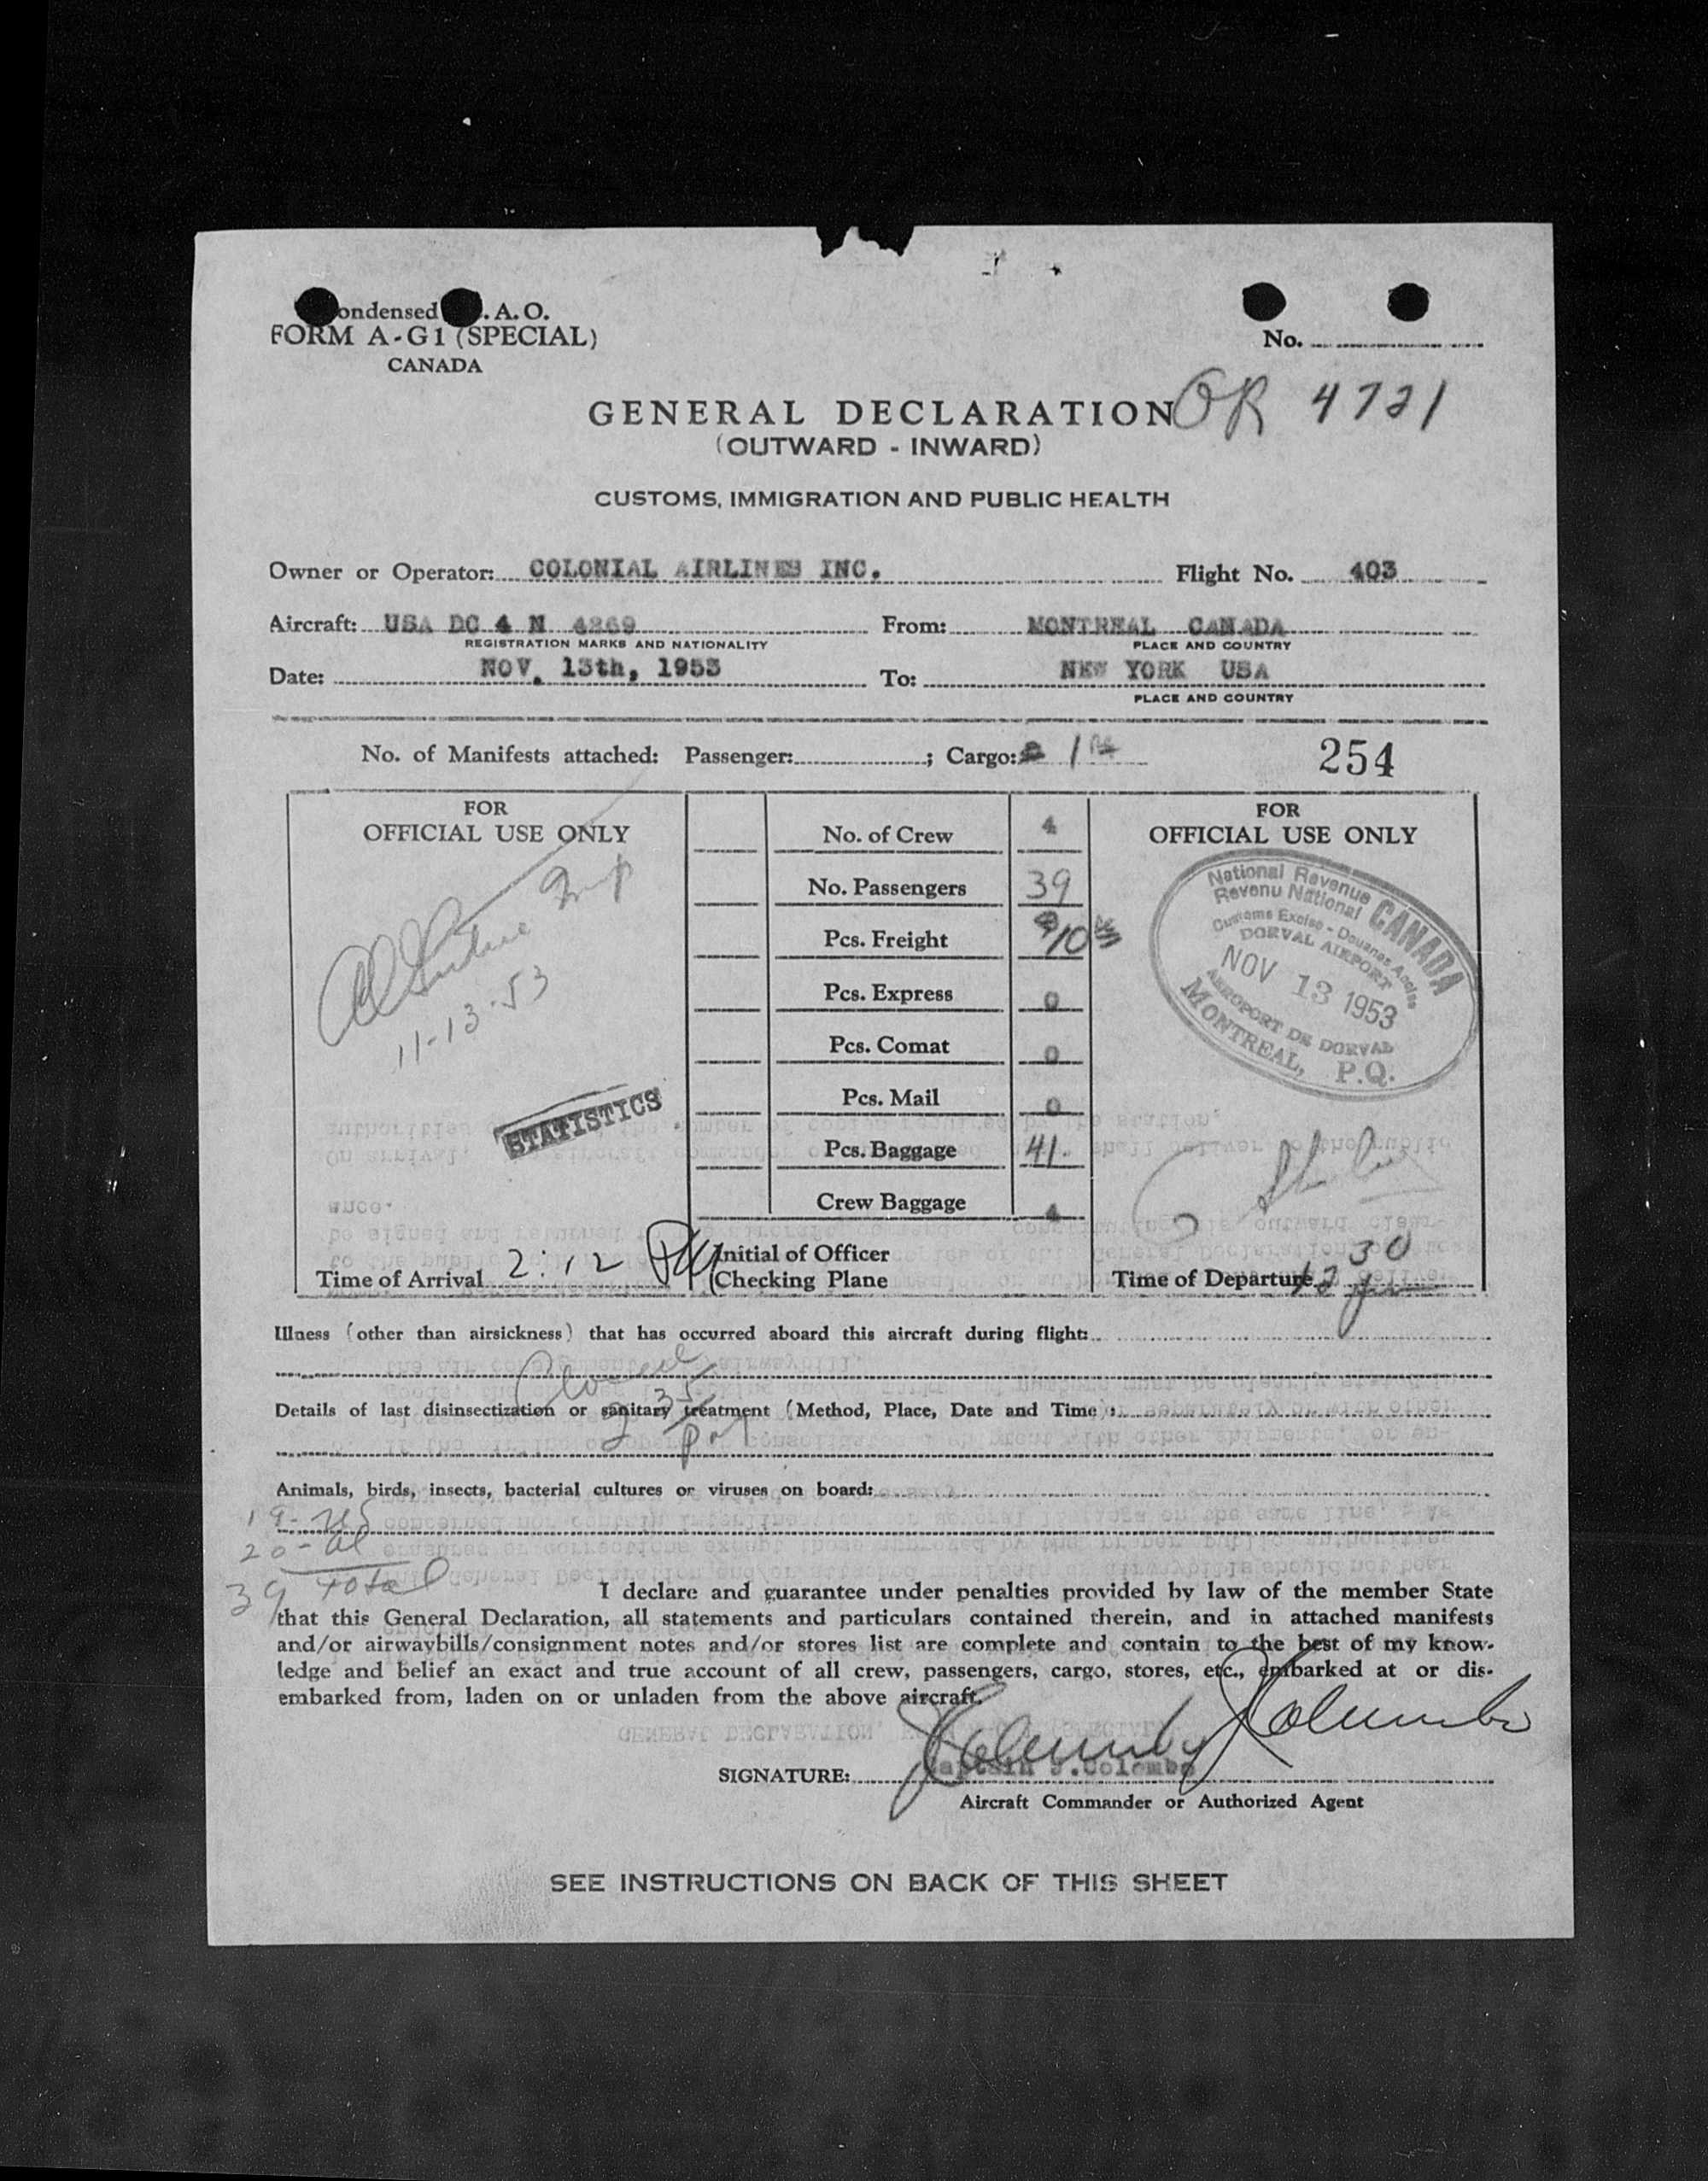 ondensed .A.O.
FORM A-G1 (SPECIAL)
CANADA
No.
OR 4721
GENERAL DECLARATION
(OUTWARD - INWARD)
CUSTOMS, IMMIGRATION AND PUBLIC HEALTH
Owner or Operator: COLONIAL AIRLINES INC. Flight No. 403
Aircraft: USA DC 4 N 4269 From: MONTREAL CANADA
REGISTRATION MARKS AND NATIONALITY PLACE AND COUNTRY
Date: NOV. 13th, 1953 To: NEW YORK USA
PLACE AND COUNTRY
No. of Manifests attached: Passenger: ; Cargo: 1
254
FOR
OFFICIAL USE ONLY
11-13-53
STATISTICS
No. of Crew 4
No. Passengers 39
Pcs. Freight 10
Pcs. Express 0
Pcs. Comat 0
Pcs. Mail 0
Pcs. Baggage 41
Crew Baggage 4
FOR
OFFICIAL USE ONLY
National Revenue
Revenu National
CANADA
Customs Excise - Douanes Accise
DORVAL AIRPORT
NOV 13 1953
AEROPORT DE DORVAL
MONTREAL, P.Q.
Time of Arrival 2:12
(Initial of Officer
(Checking Plane
Time of Departure 12 30
Illness (other than airsickness) that has occurred aboard this aircraft during flight:
Cleared
2 35 pm
Details of last disinsectization or sanitary treatment (Method, Place, Date and Time):
Animals, birds, insects, bacterial cultures or viruses on board:
19 - US
20 - al
39 total
I declare and guarantee under penalties provided by law of the member State
that this General Declaration, all statements and particulars contained therein, and in attached manifests
and/or airwaybills/consignment notes and/or stores list are complete and contain to the best of my know-
ledge and belief an exact and true account of all crew, passengers, cargo, stores, etc., embarked at or dis-
embarked from, laden on or unladen from the above aircraft.
J Colombo
SIGNATURE: Captain J.Colombo
Aircraft Commander or Authorized Agent
SEE INSTRUCTIONS ON BACK OF THIS SHEET